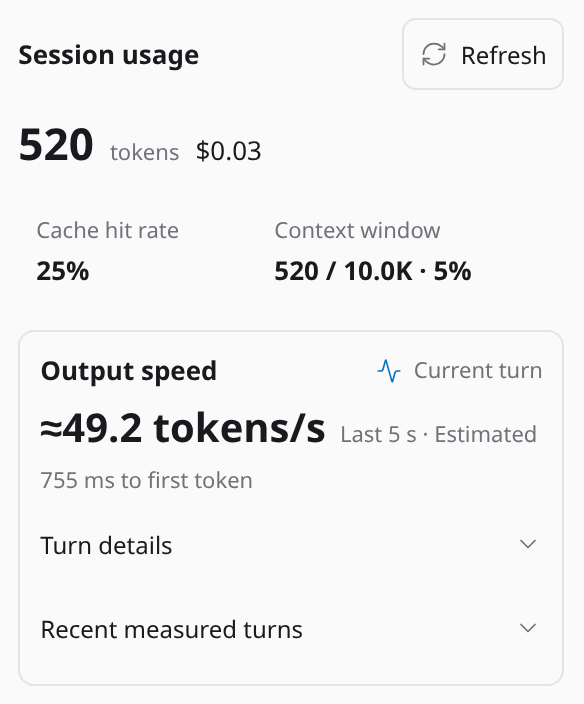 Session usage
Refresh
520 tokens $0.03
Cache hit rate
25%
Context window
520 / 10.0K · 5%
Output speed
Current turn
≈49.2 tokens/s Last 5 s · Estimated
755 ms to first token
Turn details
Recent measured turns